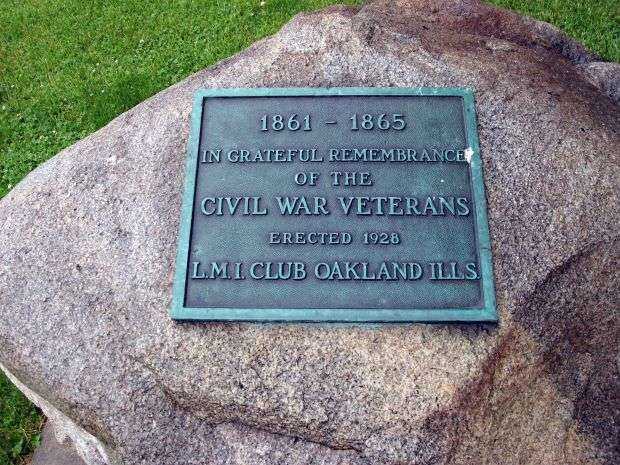 1861 - 1865
IN GRATEFUL REMEMBRANCE
OF THE
CIVIL WAR VETERANS
ERECTED 1928
L.M.I. CLUB OAKLAND ILLS.